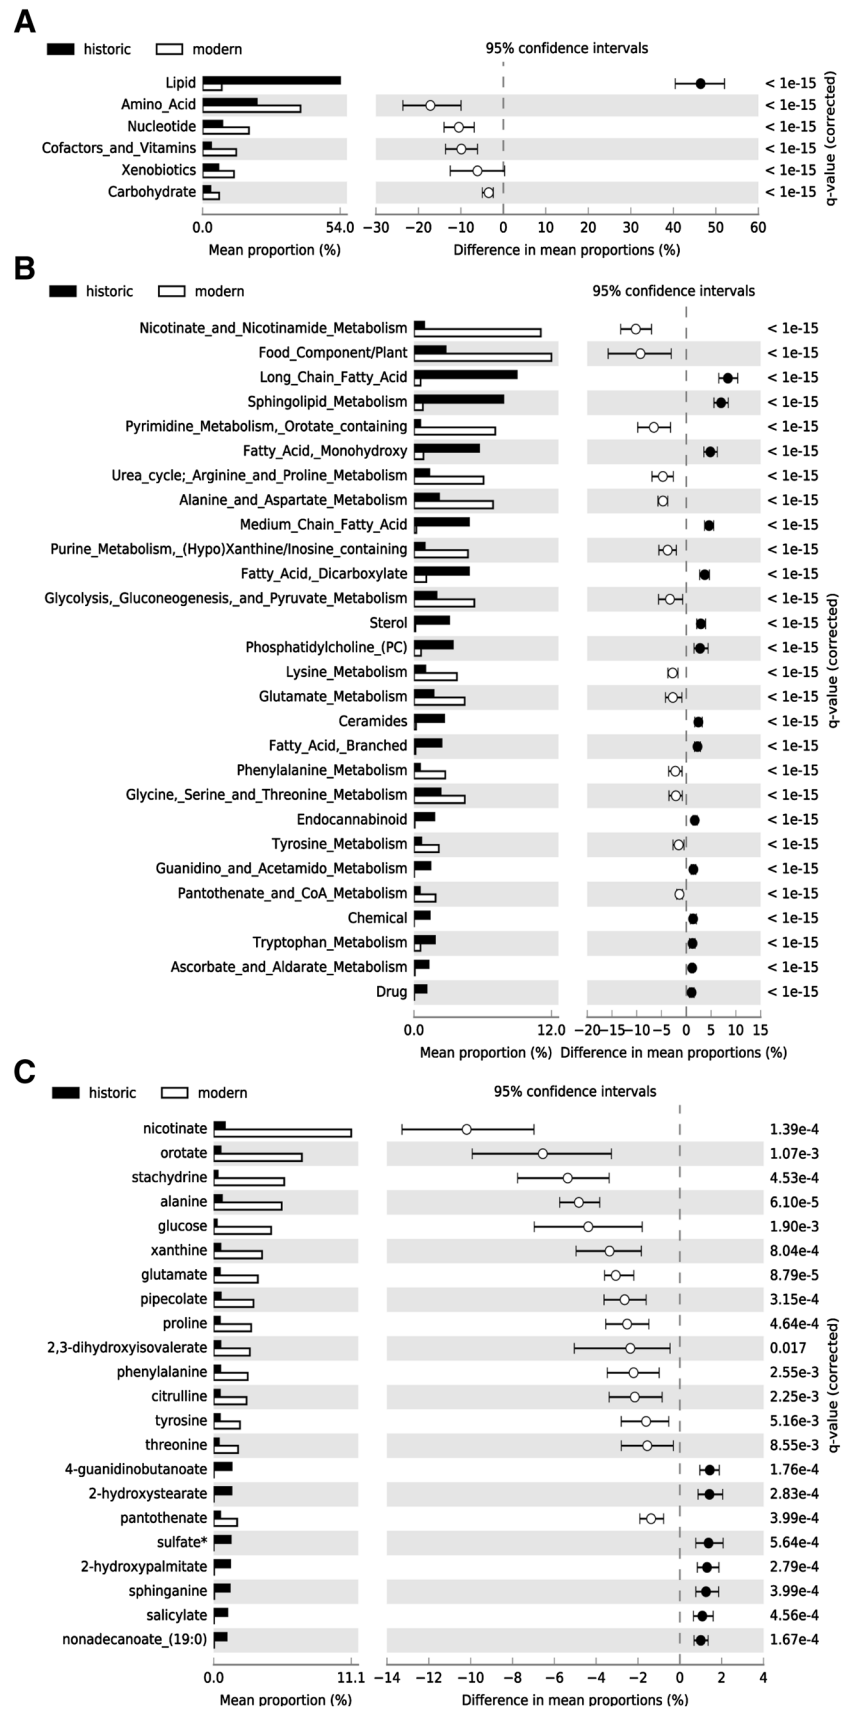 A
historic modern 95% confidence intervals
Lipid < 1e-15
Amino_Acid < 1e-15
Nucleotide < 1e-15
Cofactors_and_Vitamins < 1e-15
Xenobiotics < 1e-15
Carbohydrate < 1e-15
q-value (corrected)
0.0 54.0 −30 −20 −10 0 10 20 30 40 50 60
Mean proportion (%) Difference in mean proportions (%)
B
historic modern 95% confidence intervals
Nicotinate_and_Nicotinamide_Metabolism < 1e-15
Food_Component/Plant < 1e-15
Long_Chain_Fatty_Acid < 1e-15
Sphingolipid_Metabolism < 1e-15
Pyrimidine_Metabolism,_Orotate_containing < 1e-15
Fatty_Acid,_Monohydroxy < 1e-15
Urea_cycle;_Arginine_and_Proline_Metabolism < 1e-15
Alanine_and_Aspartate_Metabolism < 1e-15
Medium_Chain_Fatty_Acid < 1e-15
Purine_Metabolism,_(Hypo)Xanthine/Inosine_containing < 1e-15
Fatty_Acid,_Dicarboxylate < 1e-15
Glycolysis,_Gluconeogenesis,_and_Pyruvate_Metabolism < 1e-15
Sterol < 1e-15
Phosphatidylcholine_(PC) < 1e-15
Lysine_Metabolism < 1e-15
Glutamate_Metabolism < 1e-15
Ceramides < 1e-15
Fatty_Acid,_Branched < 1e-15
Phenylalanine_Metabolism < 1e-15
Glycine,_Serine_and_Threonine_Metabolism < 1e-15
Endocannabinoid < 1e-15
Tyrosine_Metabolism < 1e-15
Guanidino_and_Acetamido_Metabolism < 1e-15
Pantothenate_and_CoA_Metabolism < 1e-15
Chemical < 1e-15
Tryptophan_Metabolism < 1e-15
Ascorbate_and_Aldarate_Metabolism < 1e-15
Drug < 1e-15
q-value (corrected)
0.0 12.0 −20 −15 −10 −5 0 5 10 15
Mean proportion (%) Difference in mean proportions (%)
C
historic modern 95% confidence intervals
nicotinate 1.39e-4
orotate 1.07e-3
stachydrine 4.53e-4
alanine 6.10e-5
glucose 1.90e-3
xanthine 8.04e-4
glutamate 8.79e-5
pipecolate 3.15e-4
proline 4.64e-4
2,3-dihydroxyisovalerate 0.017
phenylalanine 2.55e-3
citrulline 2.25e-3
tyrosine 5.16e-3
threonine 8.55e-3
4-guanidinobutanoate 1.76e-4
2-hydroxystearate 2.83e-4
pantothenate 3.99e-4
sulfate* 5.64e-4
2-hydroxypalmitate 2.79e-4
sphinganine 3.99e-4
salicylate 4.56e-4
nonadecanoate_(19:0) 1.67e-4
q-value (corrected)
0.0 11.1 −14 −12 −10 −8 −6 −4 −2 0 2 4
Mean proportion (%) Difference in mean proportions (%)